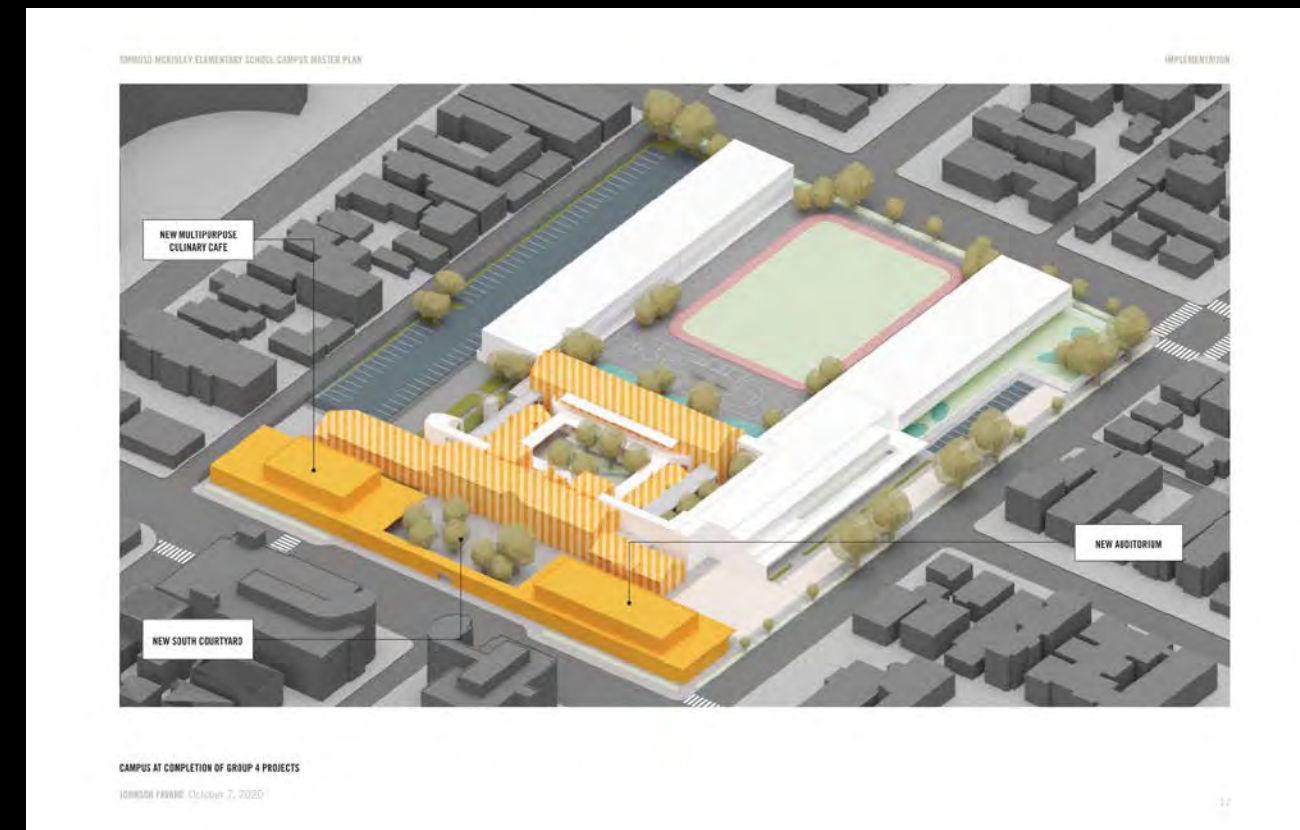 SMMUSD MCKINLEY ELEMENTARY SCHOOL CAMPUS MASTER PLAN
IMPLEMENTATION
NEW MULTIPURPOSE
CULINARY CAFE
NEW AUDITORIUM
NEW SOUTH COURTYARD
CAMPUS AT COMPLETION OF GROUP 4 PROJECTS
JOHNSON FAVARO October 7, 2020